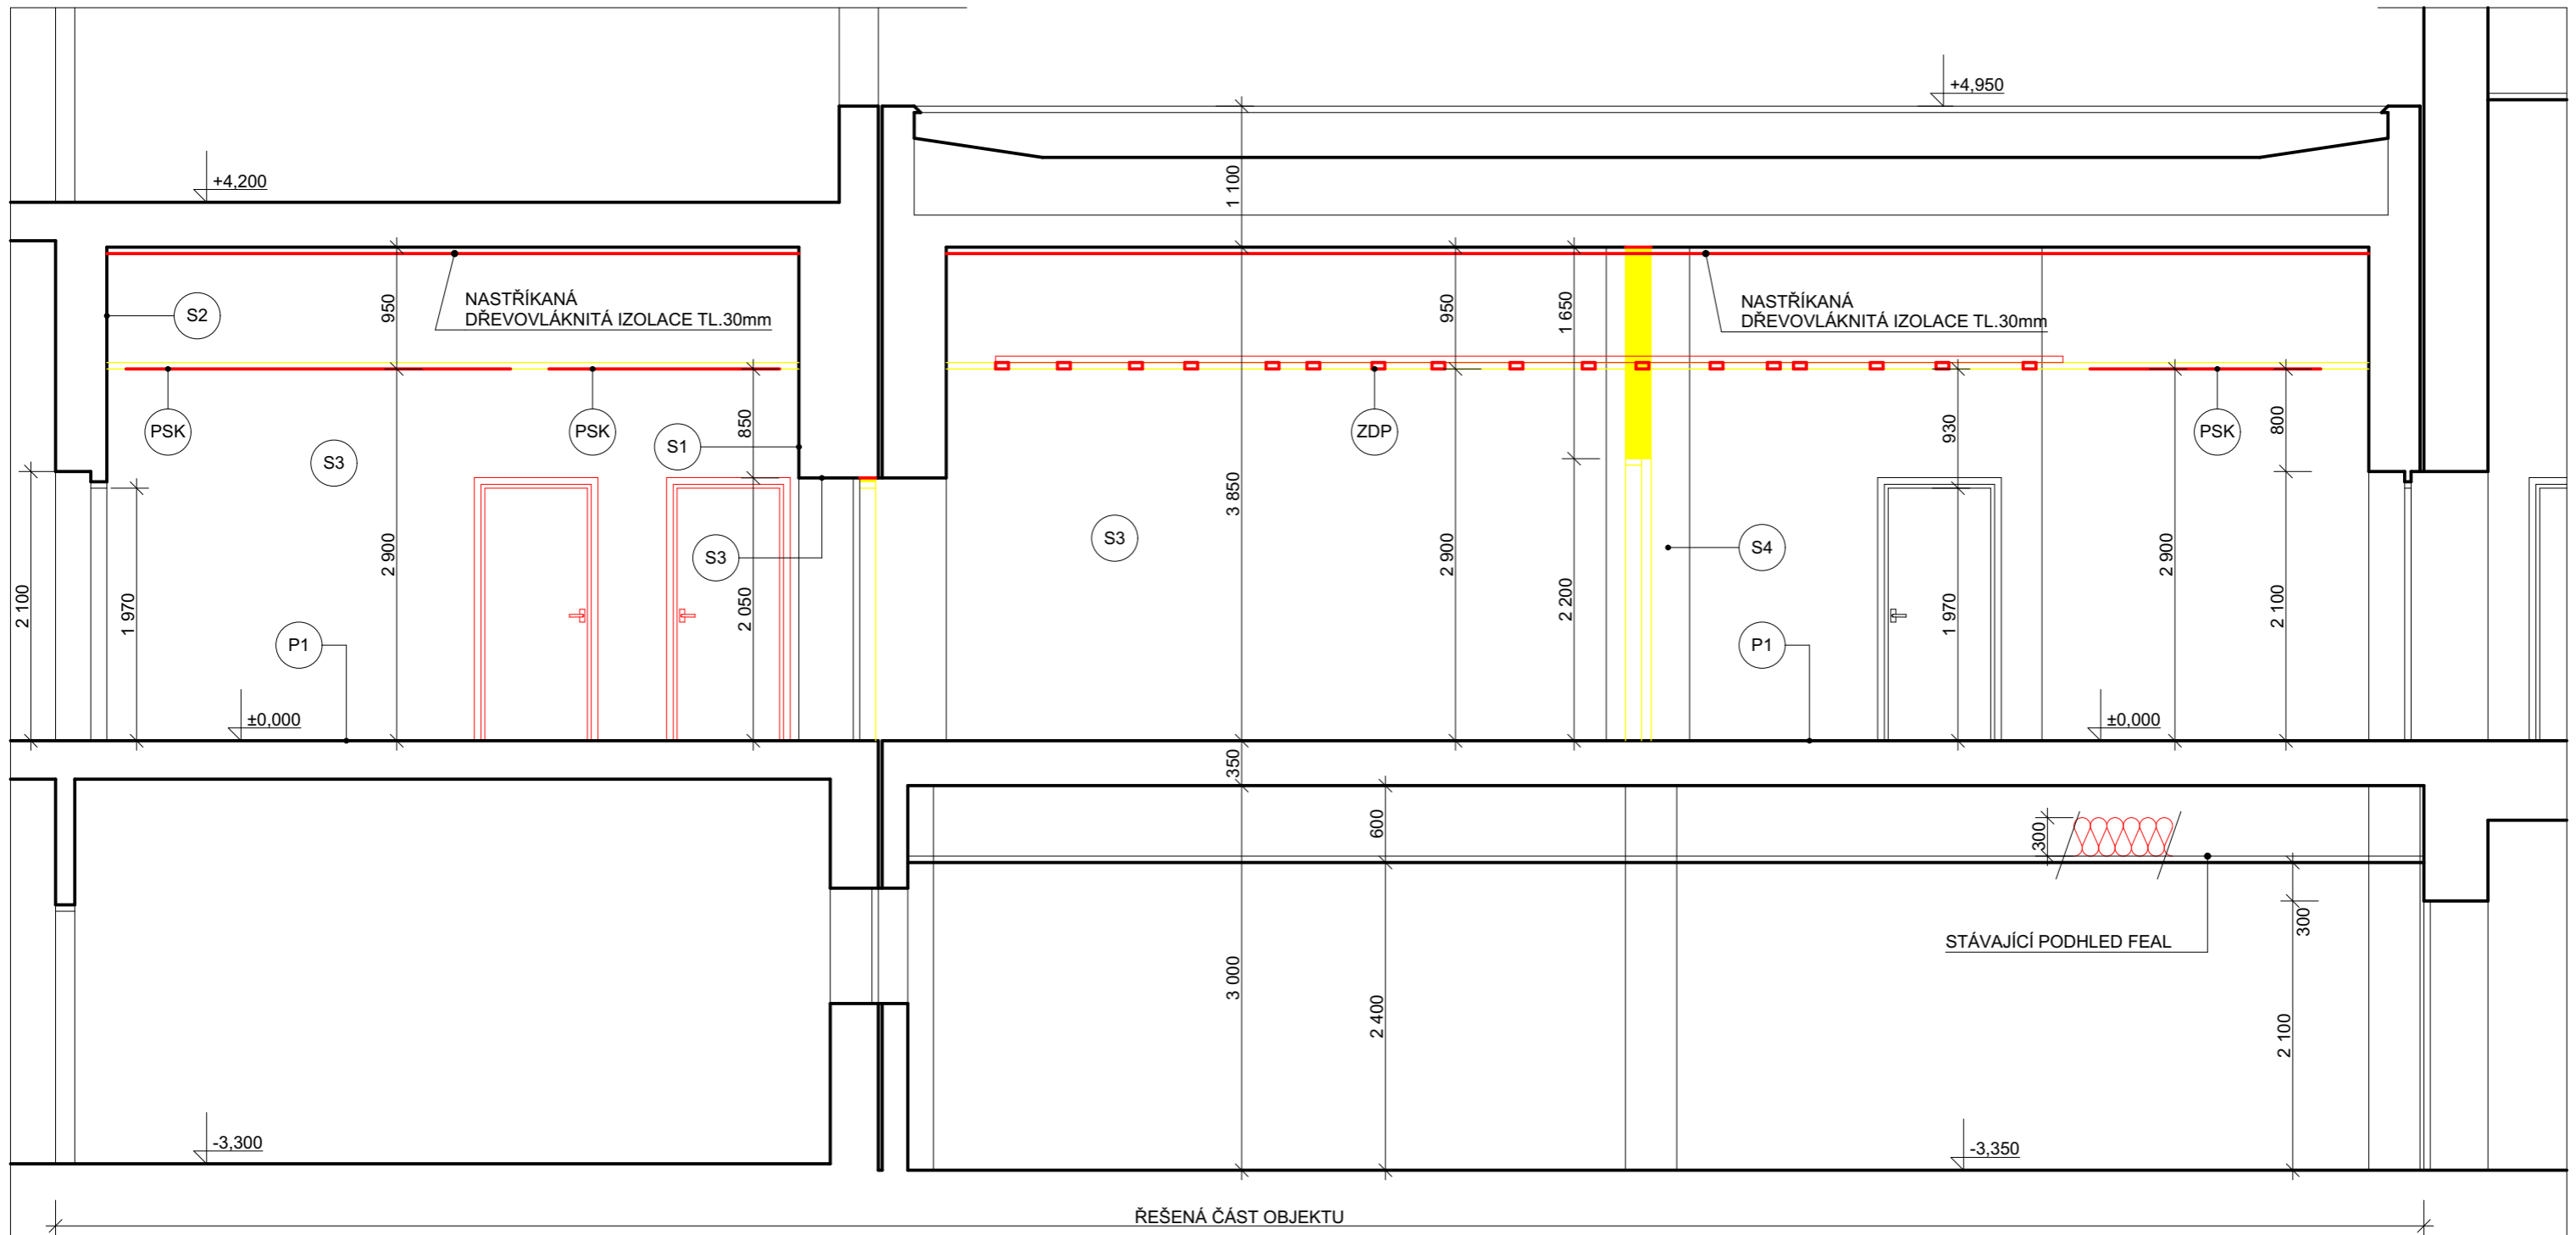 +4,950
+4,200
1 100
NASTŘÍKANÁ
DŘEVOVLÁKNITÁ IZOLACE TL.30mm
NASTŘÍKANÁ
DŘEVOVLÁKNITÁ IZOLACE TL.30mm
S2
950
950
1 650
PSK
PSK
S1
850
ZDP
930
PSK
800
S3
3 850
S3
S3
S4
2 100
1 970
2 900
2 050
2 900
2 200
1 970
2 900
2 100
P1
P1
±0,000
±0,000
350
600
300
300
STÁVAJÍCÍ PODHLED FEAL
3 000
2 400
2 100
-3,300
-3,350
ŘEŠENÁ ČÁST OBJEKTU